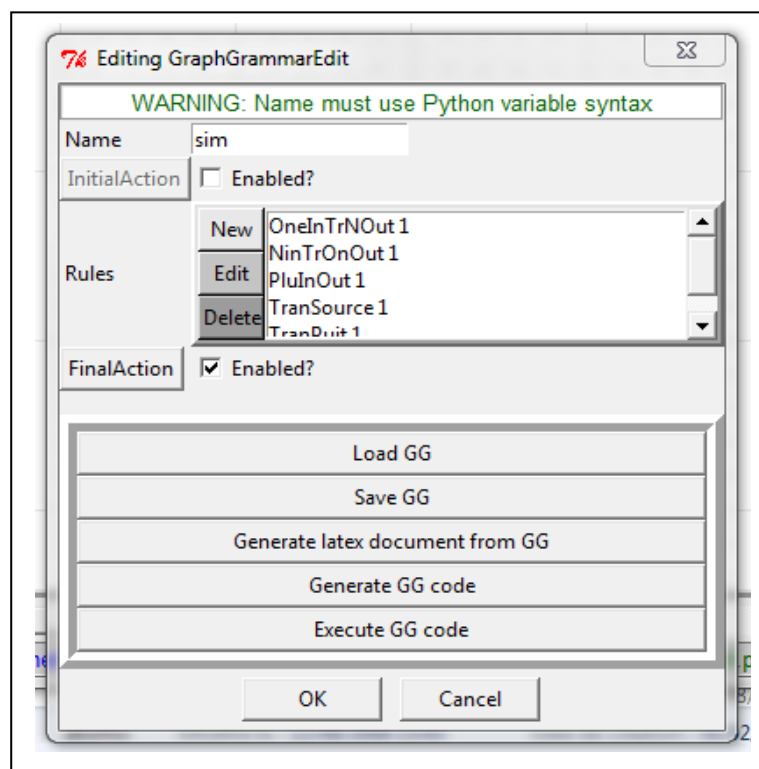 Editing GraphGrammarEdit
WARNING: Name must use Python variable syntax
Name sim
InitialAction Enabled?
Rules
New
Edit
Delete
OneInTrNOut 1
NinTrOnOut 1
PluInOut 1
TranSource 1
TranPuit 1
FinalAction Enabled?
Load GG
Save GG
Generate latex document from GG
Generate GG code
Execute GG code
OK Cancel